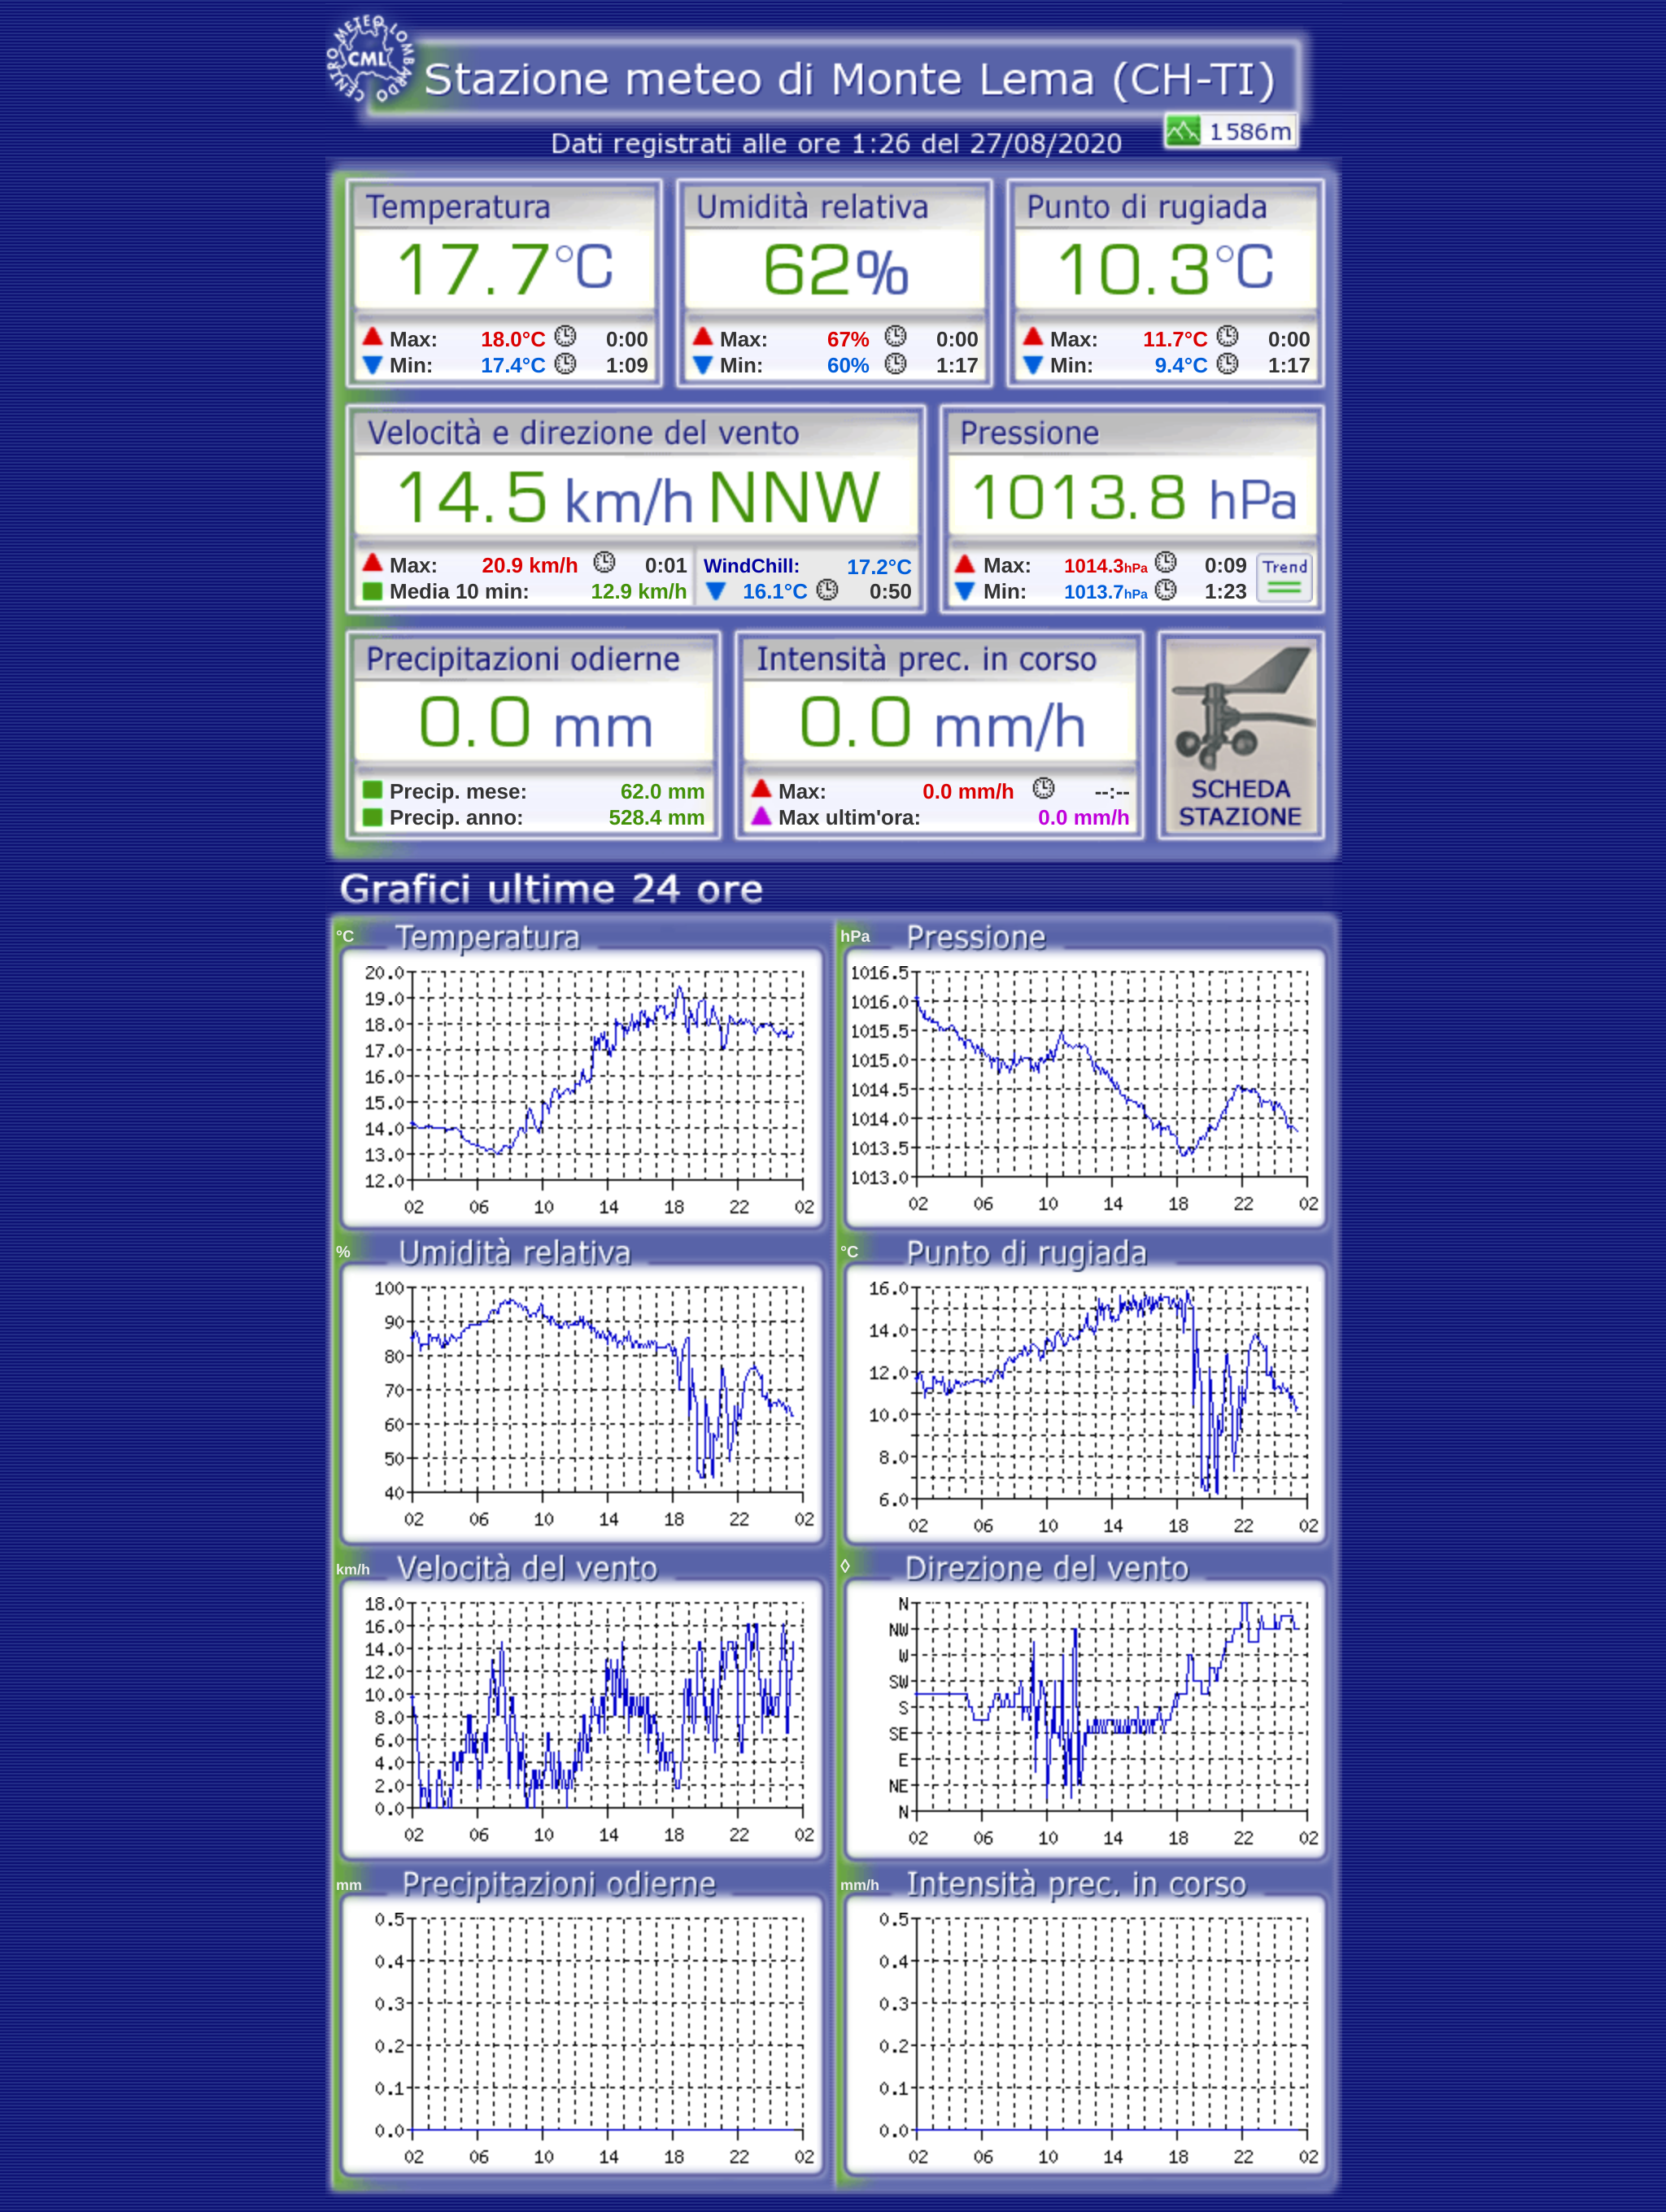 CENTRO METEO LOMBARDO
CML
Stazione meteo di Monte Lema (CH-TI)
Dati registrati alle ore 1:26 del 27/08/2020
1586m
Temperatura Umidità relativa Punto di rugiada
17.7°C 62% 10.3°C
Max: 18.0°C 0:00 Max: 67% 0:00 Max: 11.7°C 0:00
Min: 17.4°C 1:09 Min: 60% 1:17 Min: 9.4°C 1:17
Velocità e direzione del vento Pressione
14.5 km/h NNW 1013.8 hPa
Max: 20.9 km/h 0:01 WindChill: 17.2°C Max: 1014.3hPa 0:09 Trend
Media 10 min: 12.9 km/h 16.1°C 0:50 Min: 1013.7hPa 1:23
Precipitazioni odierne Intensità prec. in corso
0.0 mm 0.0 mm/h
Precip. mese: 62.0 mm Max: 0.0 mm/h --:-- SCHEDA
Precip. anno: 528.4 mm Max ultim'ora: 0.0 mm/h STAZIONE
Grafici ultime 24 ore
°C Temperatura hPa Pressione
20.0 1016.5
19.0 1016.0
18.0 1015.5
17.0 1015.0
16.0 1014.5
15.0 1014.0
14.0 1013.5
13.0 1013.0
12.0
02 06 10 14 18 22 02 02 06 10 14 18 22 02
% Umidità relativa °C Punto di rugiada
100 16.0
90 14.0
80 12.0
70 10.0
60 8.0
50 6.0
40
02 06 10 14 18 22 02 02 06 10 14 18 22 02
km/h Velocità del vento ◊ Direzione del vento
18.0 N
16.0 NW
14.0 W
12.0 SW
10.0 S
8.0 SE
6.0 E
4.0 NE
2.0 N
0.0
02 06 10 14 18 22 02 02 06 10 14 18 22 02
mm Precipitazioni odierne mm/h Intensità prec. in corso
0.5 0.5
0.4 0.4
0.3 0.3
0.2 0.2
0.1 0.1
0.0 0.0
02 06 10 14 18 22 02 02 06 10 14 18 22 02